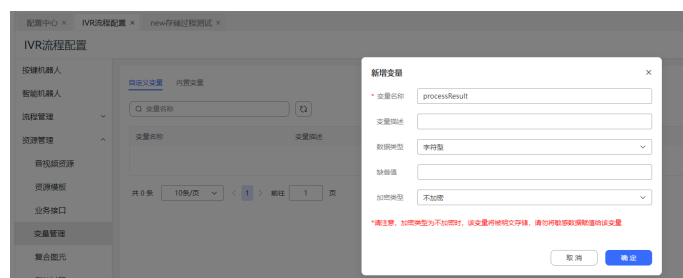 配置中心 × IVR流程配置 × new存储过程测试 ×
IVR流程配置
按键机器人
智能机器人
流程管理
资源管理
音视频资源
资源模板
业务接口
变量管理
复合图元
自定义变量 内置变量
变量名称
变量名称 变量描述
共 0 条 10条/页 < 1 > 前往 1 页
新增变量 ×
* 变量名称 processResult
变量描述
数据类型 字符型
缺省值
加密类型 不加密
*请注意,加密类型为不加密时,该变量将被明文存储,请勿将敏感数据赋值给该变量
取 消 确 定